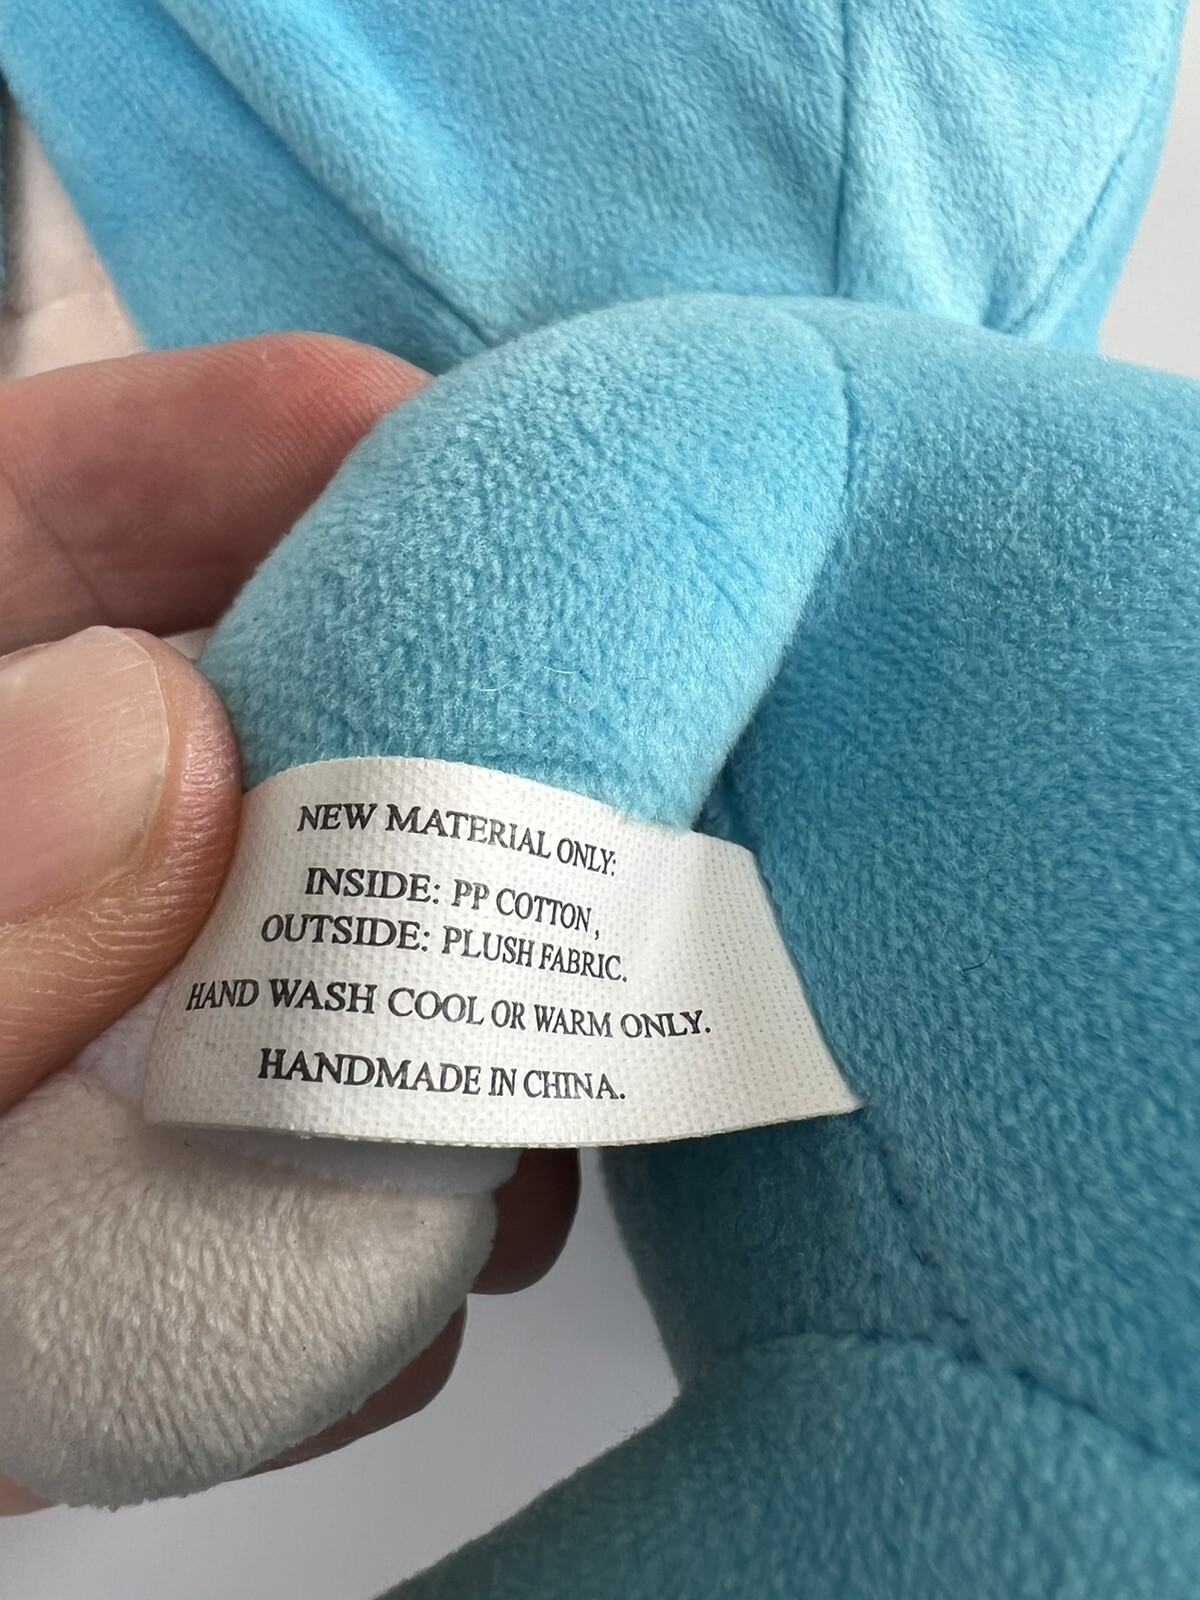 NEW MATERIAL ONLY:
INSIDE: PP COTTON,
OUTSIDE: PLUSH FABRIC.
HAND WASH COOL OR WARM ONLY.
HANDMADE IN CHINA.